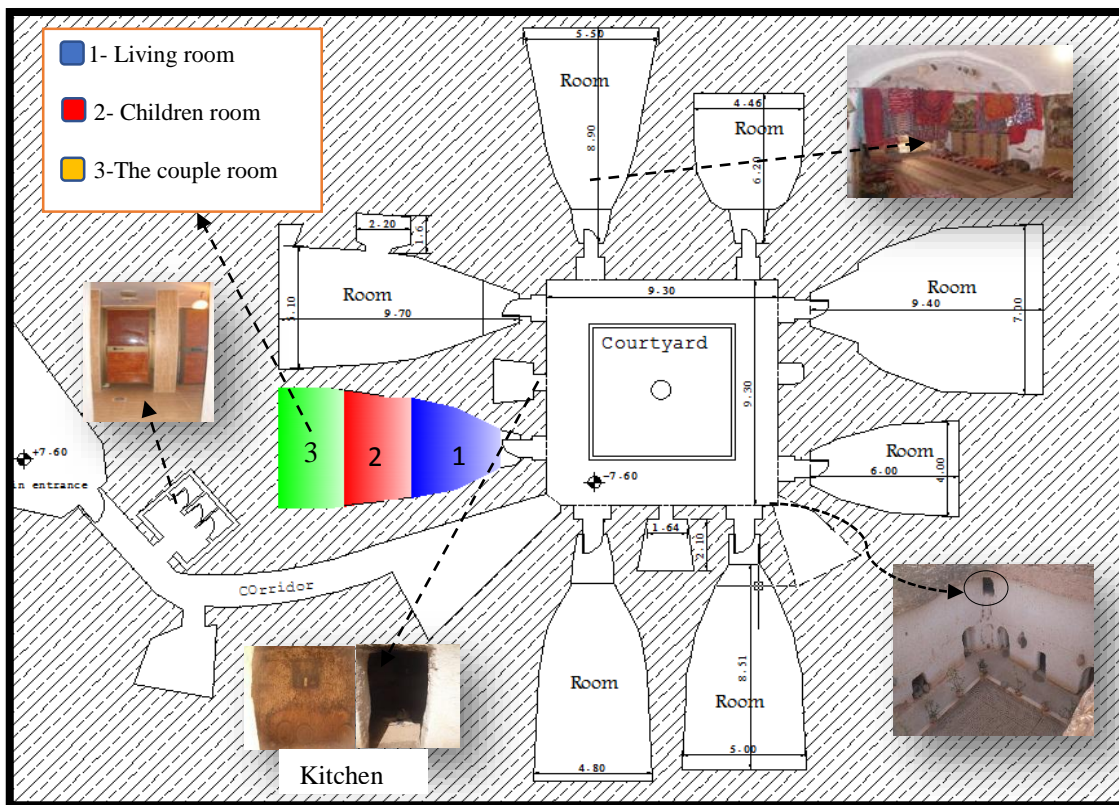 1- Living room
2- Children room
3-The couple room
5.50
Room
8.90
4.46
Room
6.20
2.20
1.6
Room
5.10
9.70
9.30
Courtyard
9.30
-7.60
Room
9.40
7.00
Room
6.00
4.00
3
2
1
+7.60
in entrance
COrridor
1.64
2.10
Room
4.80
Room
8.51
5.00
Kitchen